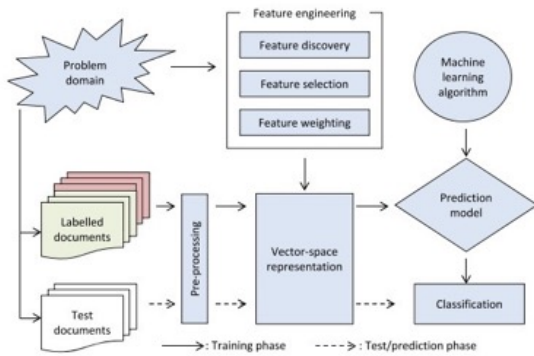 Feature engineering
Problem
domain
Feature discovery
Feature selection
Feature weighting
Machine
learning
algorithm
Labelled
documents
Pre-processing
Vector-space
representation
Prediction
model
Test
documents
Classification
: Training phase
: Test/prediction phase